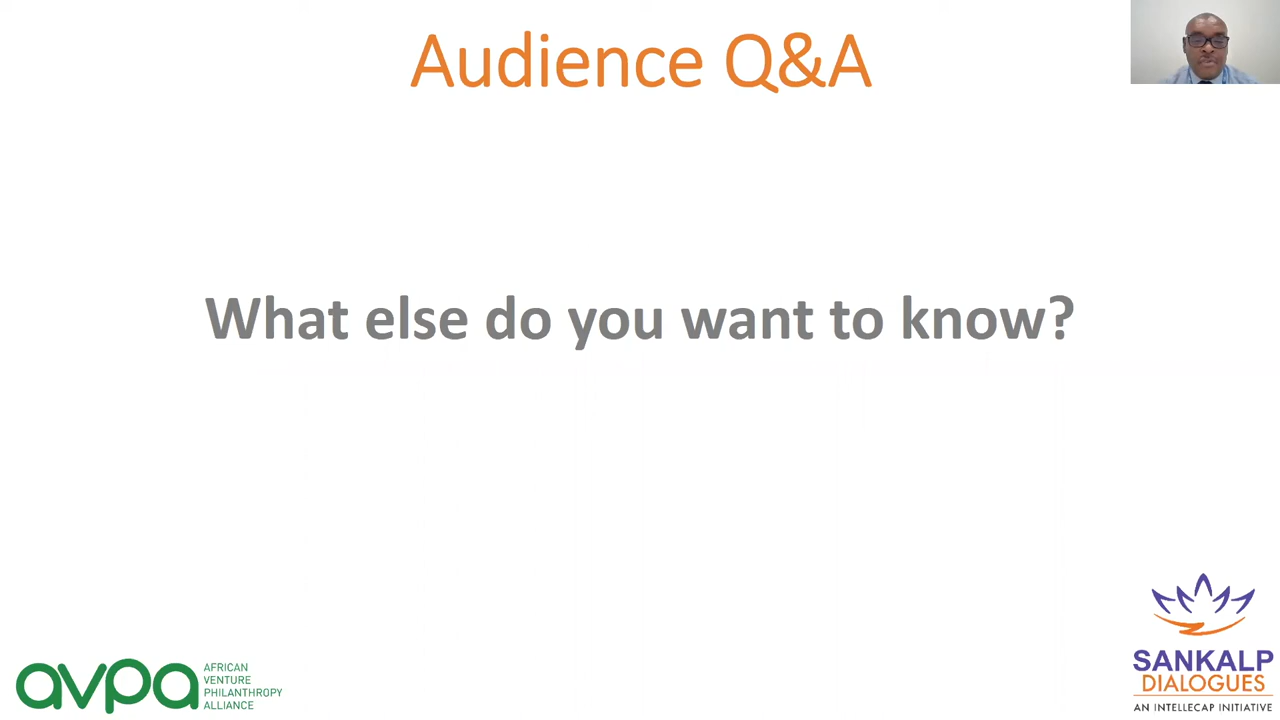 Audience Q&A
What else do you want to know?
avpa
AFRICAN
VENTURE
PHILANTHROPY
ALLIANCE
SANKALP
DIALOGUES
AN INTELLECAP INITIATIVE